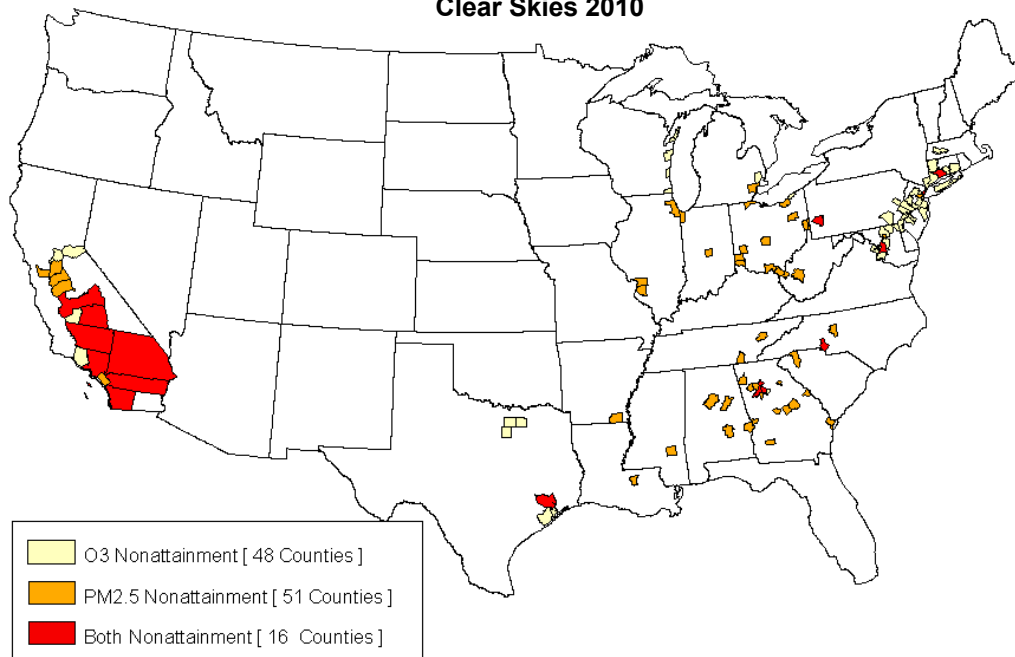 Clear Skies 2010
O3 Nonattainment [ 48 Counties ]
PM2.5 Nonattainment [ 51 Counties ]
Both Nonattainment [ 16 Counties ]